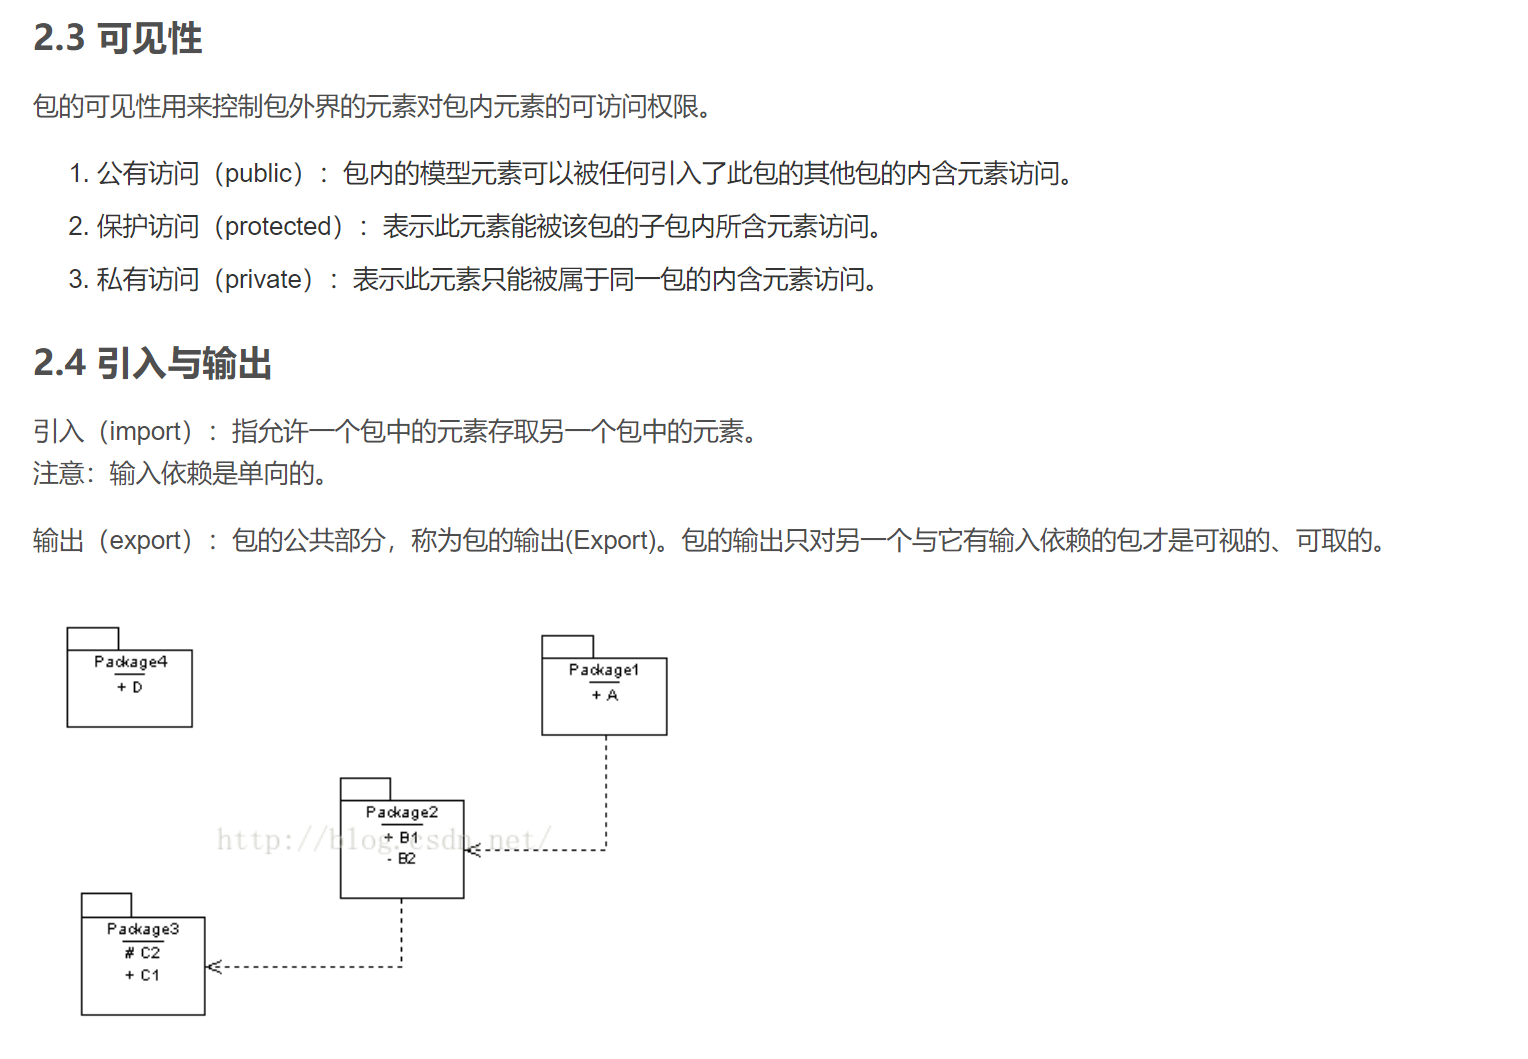 2.3 可见性
包的可见性用来控制包外界的元素对包内元素的可访问权限。
1. 公有访问（public）：包内的模型元素可以被任何引入了此包的其他包的内含元素访问。
2. 保护访问（protected）：表示此元素能被该包的子包内所含元素访问。
3. 私有访问（private）：表示此元素只能被属于同一包的内含元素访问。
2.4 引入与输出
引入（import）：指允许一个包中的元素存取另一个包中的元素。
注意：输入依赖是单向的。
输出（export）：包的公共部分，称为包的输出(Export)。包的输出只对另一个与它有输入依赖的包才是可视的、可取的。
Package4
+ D
Package1
+ A
Package2
+ B1
- B2
http://blog.csdn.net/
Package3
# C2
+ C1